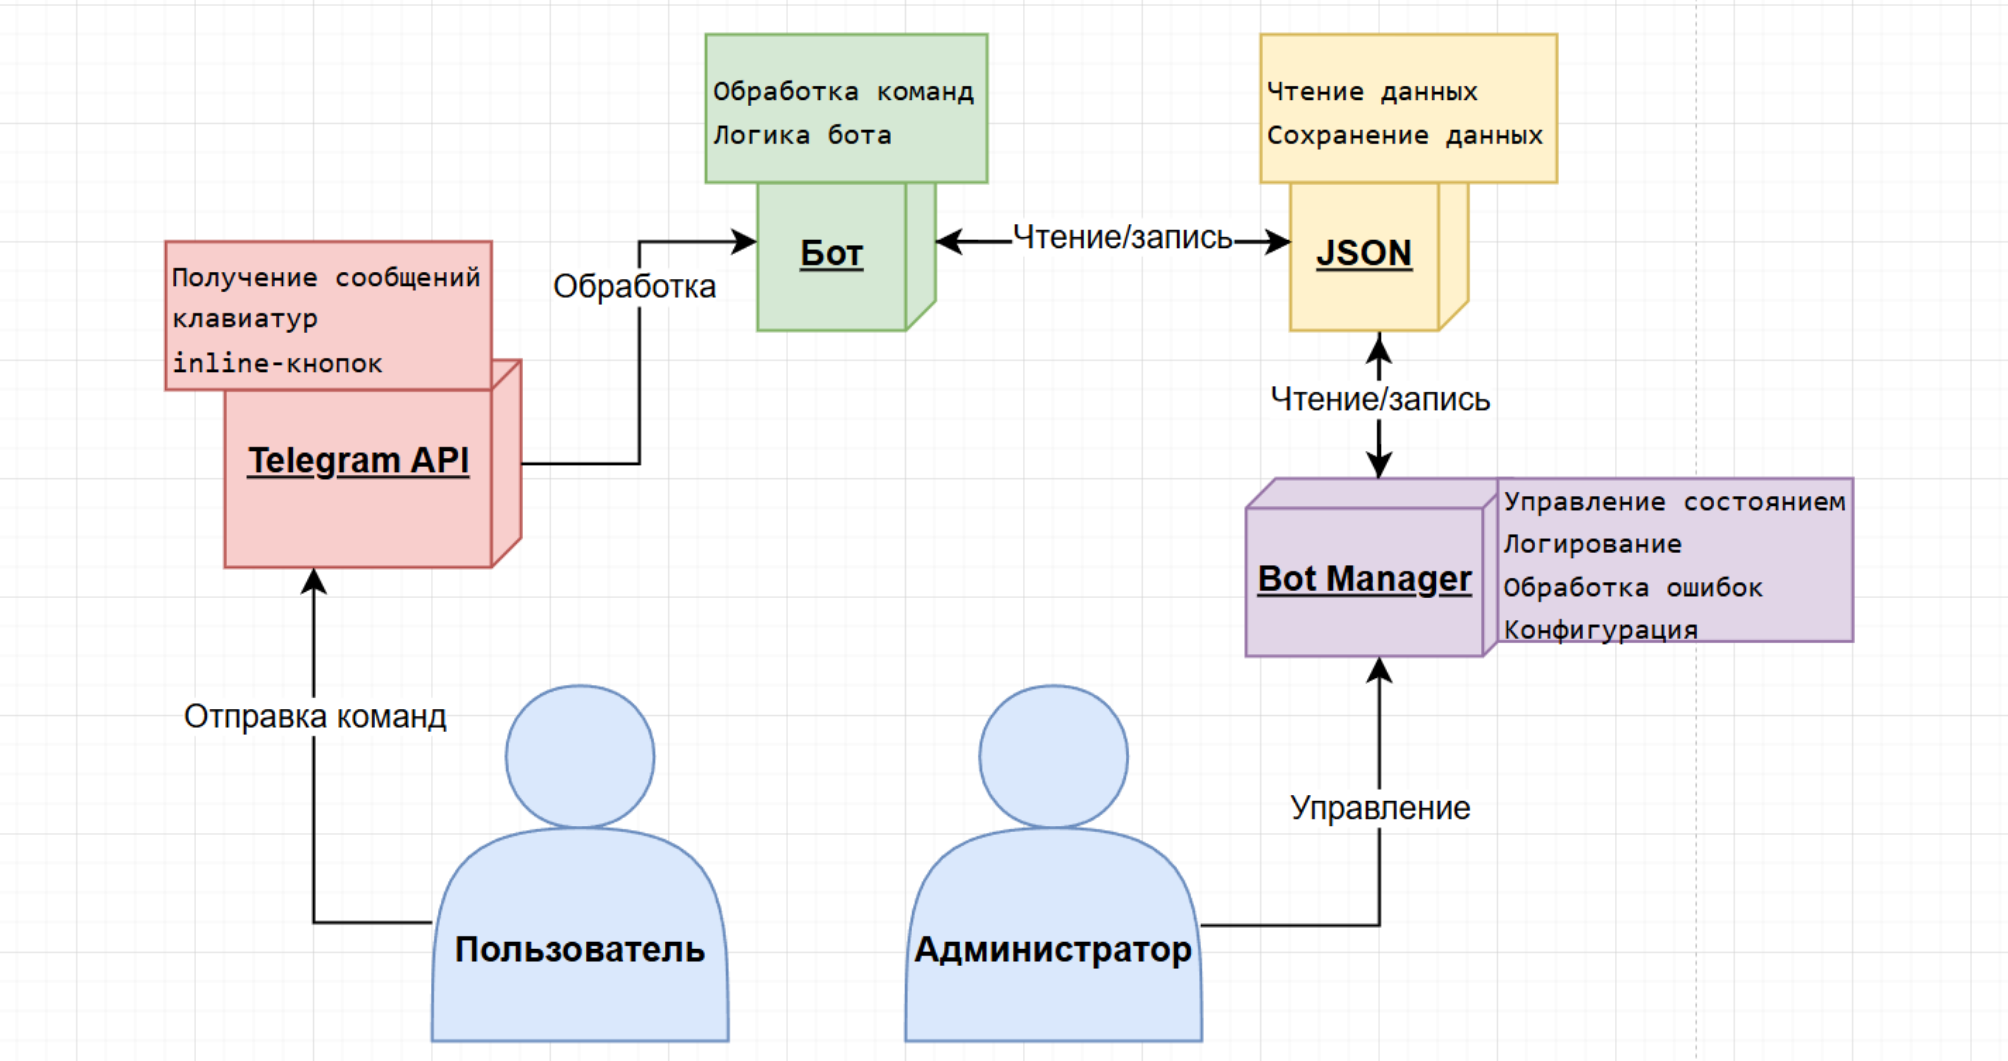 Обработка команд
Логика бота
Бот
Чтение/запись
Чтение данных
Сохранение данных
JSON
Получение сообщений
клавиатур
inline-кнопок
Telegram API
Обработка
Чтение/запись
Bot Manager
Управление состоянием
Логирование
Обработка ошибок
Конфигурация
Отправка команд
Управление
Пользователь
Администратор